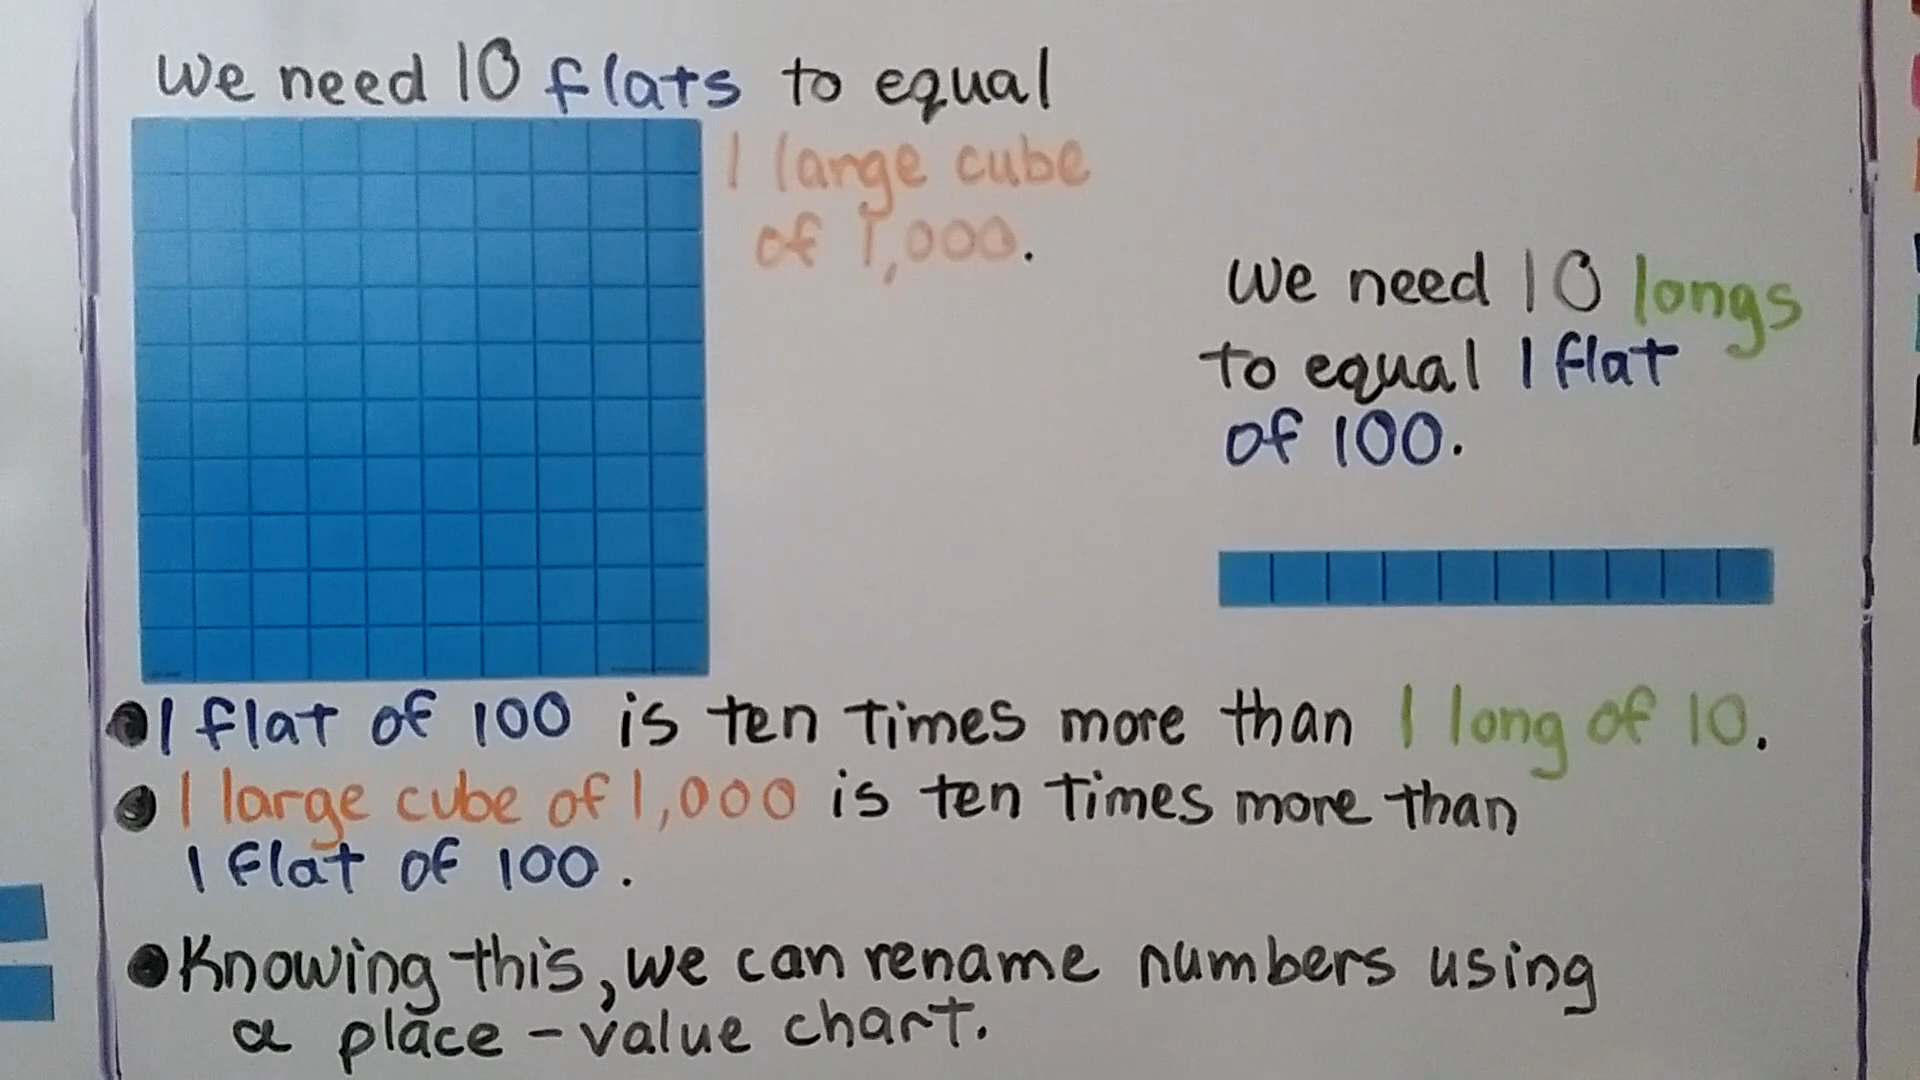 we need 10 flats to equal
1 large cube
of 1,000.
we need 10 longs
to equal 1 flat
of 100.
1 flat of 100 is ten times more than 1 long of 10.
1 large cube of 1,000 is ten times more than
1 flat of 100.
Knowing this, we can rename numbers using
a place-value chart.